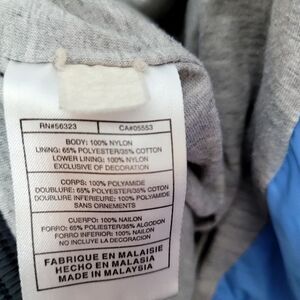 RN#56323 CA#05553
BODY: 100% NYLON
LINING: 65% POLYESTER/35% COTTON
LOWER LINING: 100% NYLON
EXCLUSIVE OF DECORATION
CORPS: 100% POLYAMIDE
DOUBLURE: 65% POLYESTER/35% COTON
DOUBLURE INFERIEURE: 100% POLYAMIDE
SANS ORNEMENTS
CUERPO: 100% NAILON
FORRO: 65% POLIESTER/35% ALGODON
FORRO INFERIOR: 100% NAILON
NO INCLUYE LA DECORACION
FABRIQUE EN MALAISIE
HECHO EN MALASIA
MADE IN MALAYSIA